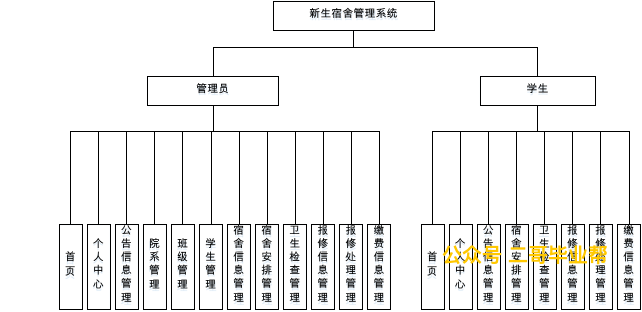 新生宿舍管理系统
管理员
学生
首页
个人中心
公告信息管理
院系管理
班级管理
学生管理
宿舍信息管理
宿舍安排管理
卫生检查管理
报修信息管理
报修处理管理
缴费信息管理
首页
个人中心
公告信息管理
宿舍安排管理
卫生检查管理
报修信息管理
报修处理管理
缴费信息管理
公众号 二哥毕业帮